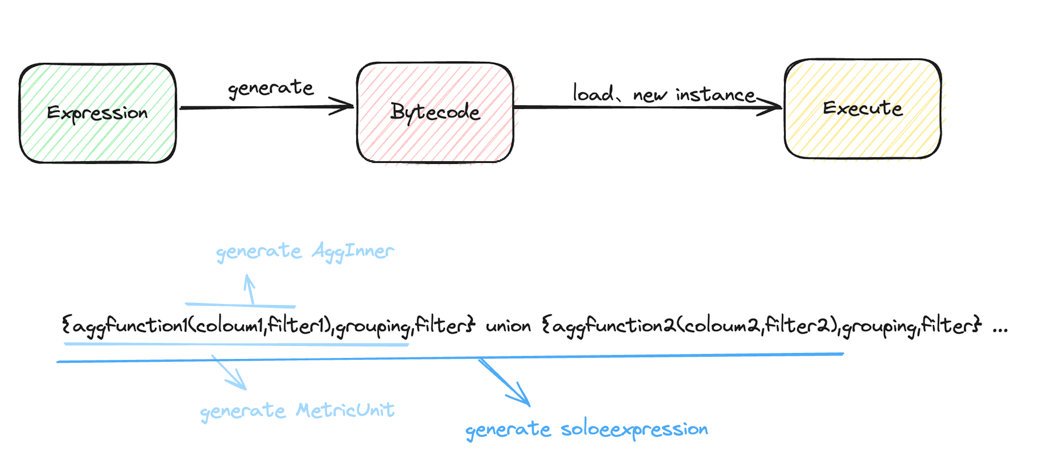 generate
load、new instance
Expression
Bytecode
Execute
generate AggInner
{aggfunction1(coloum1,filter1),grouping,filter} union {aggfunction2(coloum2,filter2),grouping,filter} ...
generate MetricUnit
generate soloeexpression